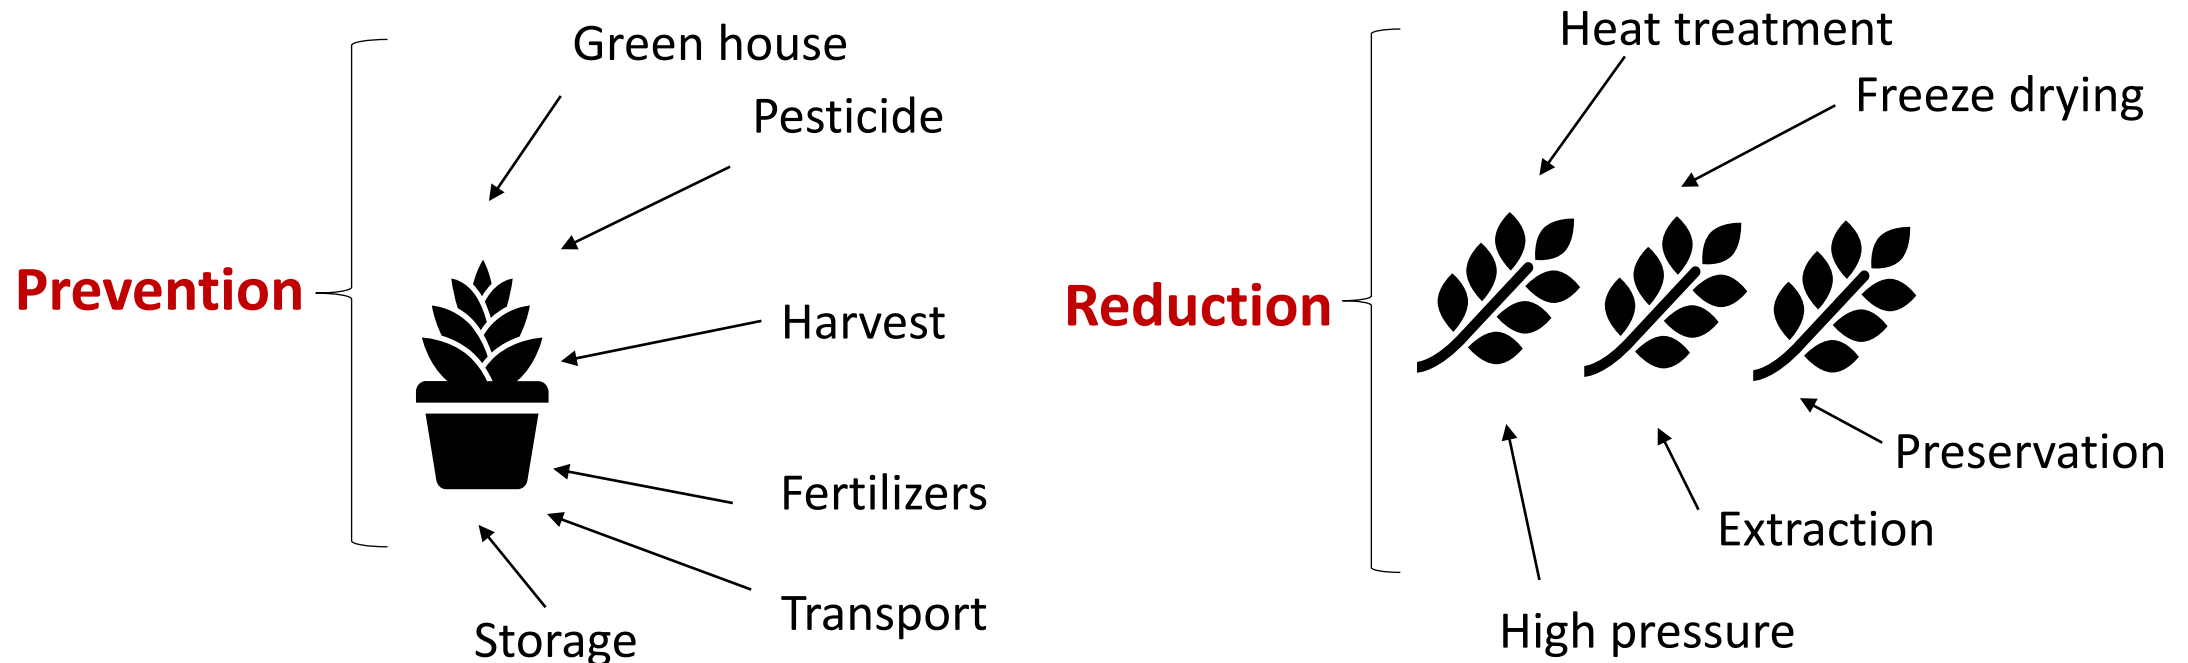 Green house
Pesticide
Prevention
Harvest
Fertilizers
Transport
Storage
Heat treatment
Freeze drying
Reduction
Preservation
Extraction
High pressure